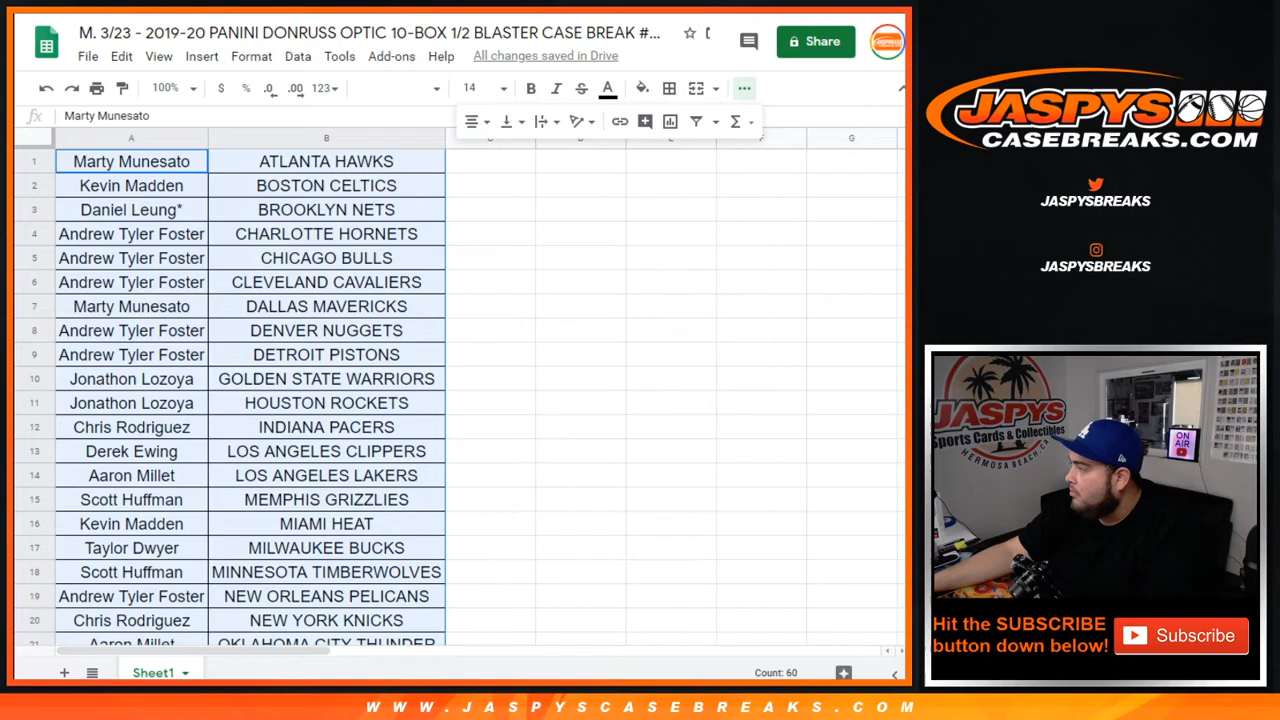 M. 3/23 - 2019-20 PANINI DONRUSS OPTIC 10-BOX 1/2 BLASTER CASE BREAK #...
Share
File Edit View Insert Format Data Tools Add-ons Help All changes saved in Drive
100% $ % .0 .00 123 14 B I S A
fx Marty Munesato
A B C D E F G
1 Marty Munesato ATLANTA HAWKS
2 Kevin Madden BOSTON CELTICS
3 Daniel Leung* BROOKLYN NETS
4 Andrew Tyler Foster CHARLOTTE HORNETS
5 Andrew Tyler Foster CHICAGO BULLS
6 Andrew Tyler Foster CLEVELAND CAVALIERS
7 Marty Munesato DALLAS MAVERICKS
8 Andrew Tyler Foster DENVER NUGGETS
9 Andrew Tyler Foster DETROIT PISTONS
10 Jonathon Lozoya GOLDEN STATE WARRIORS
11 Jonathon Lozoya HOUSTON ROCKETS
12 Chris Rodriguez INDIANA PACERS
13 Derek Ewing LOS ANGELES CLIPPERS
14 Aaron Millet LOS ANGELES LAKERS
15 Scott Huffman MEMPHIS GRIZZLIES
16 Kevin Madden MIAMI HEAT
17 Taylor Dwyer MILWAUKEE BUCKS
18 Scott Huffman MINNESOTA TIMBERWOLVES
19 Andrew Tyler Foster NEW ORLEANS PELICANS
20 Chris Rodriguez NEW YORK KNICKS
21 Aaron Millet OKLAHOMA CITY THUNDER
Sheet1 Count: 60
JASPYS
CASEBREAKS.COM
JASPYSBREAKS
JASPYSBREAKS
JASPYS
Sports Cards & Collectibles
HERMOSA BEACH, CA
ON
AIR
Hit the SUBSCRIBE
button down below!
Subscribe
WWW.JASPYSCASEBREAKS.COM